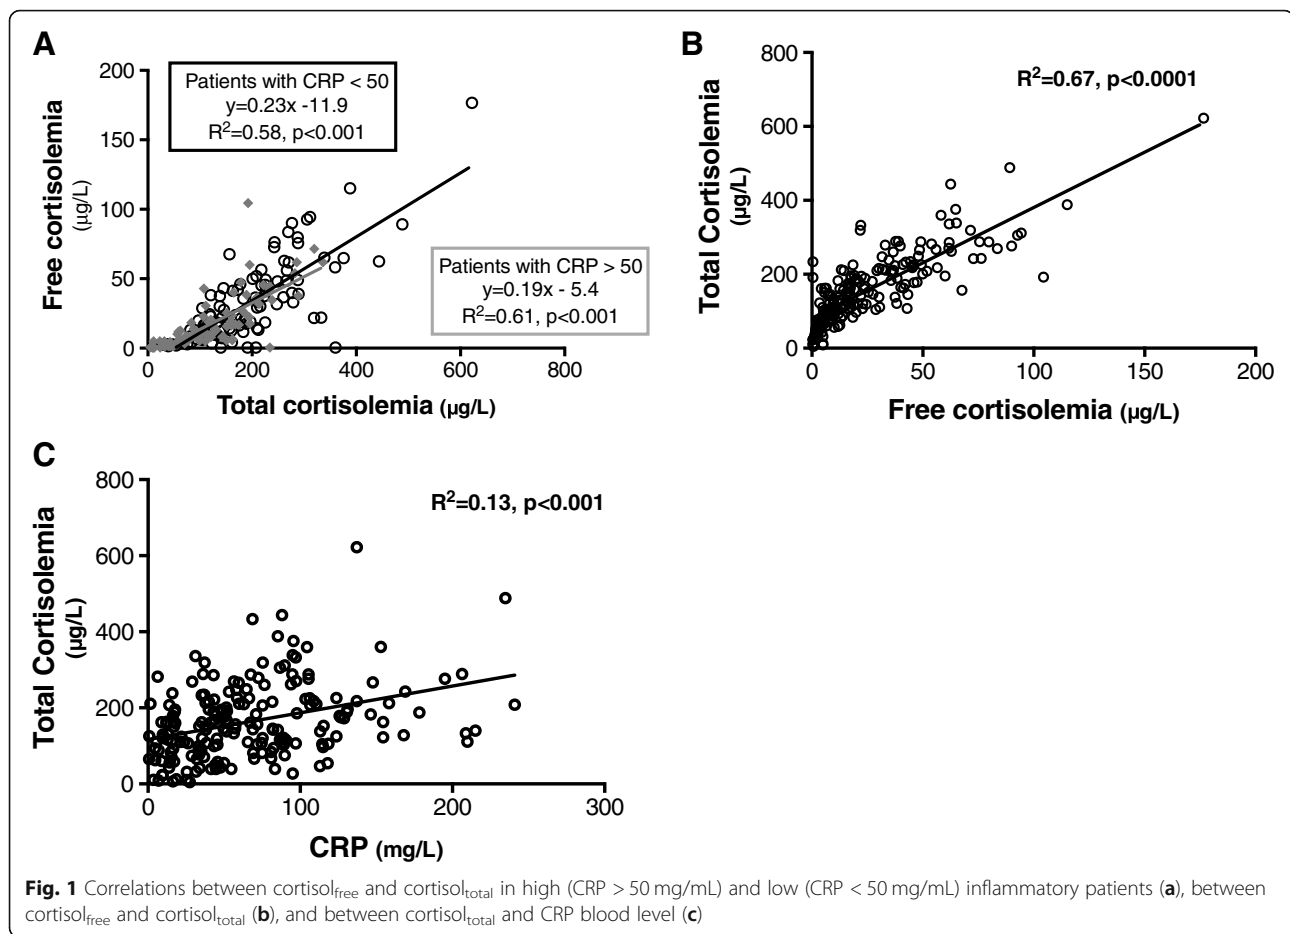 A
Free cortisolemia
(µg/L)
200
150
100
50
0
Patients with CRP < 50
y=0.23x -11.9
R²=0.58, p<0.001
Patients with CRP > 50
y=0.19x - 5.4
R²=0.61, p<0.001
0 200 400 600 800
Total cortisolemia (µg/L)
B
Total Cortisolemia
(µg/L)
800
600
400
200
0
R²=0.67, p<0.0001
0 50 100 150 200
Free cortisolemia (µg/L)
C
Total Cortisolemia
(µg/L)
800
600
400
200
0
R²=0.13, p<0.001
0 100 200 300
CRP (mg/L)
Fig. 1 Correlations between cortisolfree and cortisoltotal in high (CRP > 50 mg/mL) and low (CRP < 50 mg/mL) inflammatory patients (a), between
cortisolfree and cortisoltotal (b), and between cortisoltotal and CRP blood level (c)